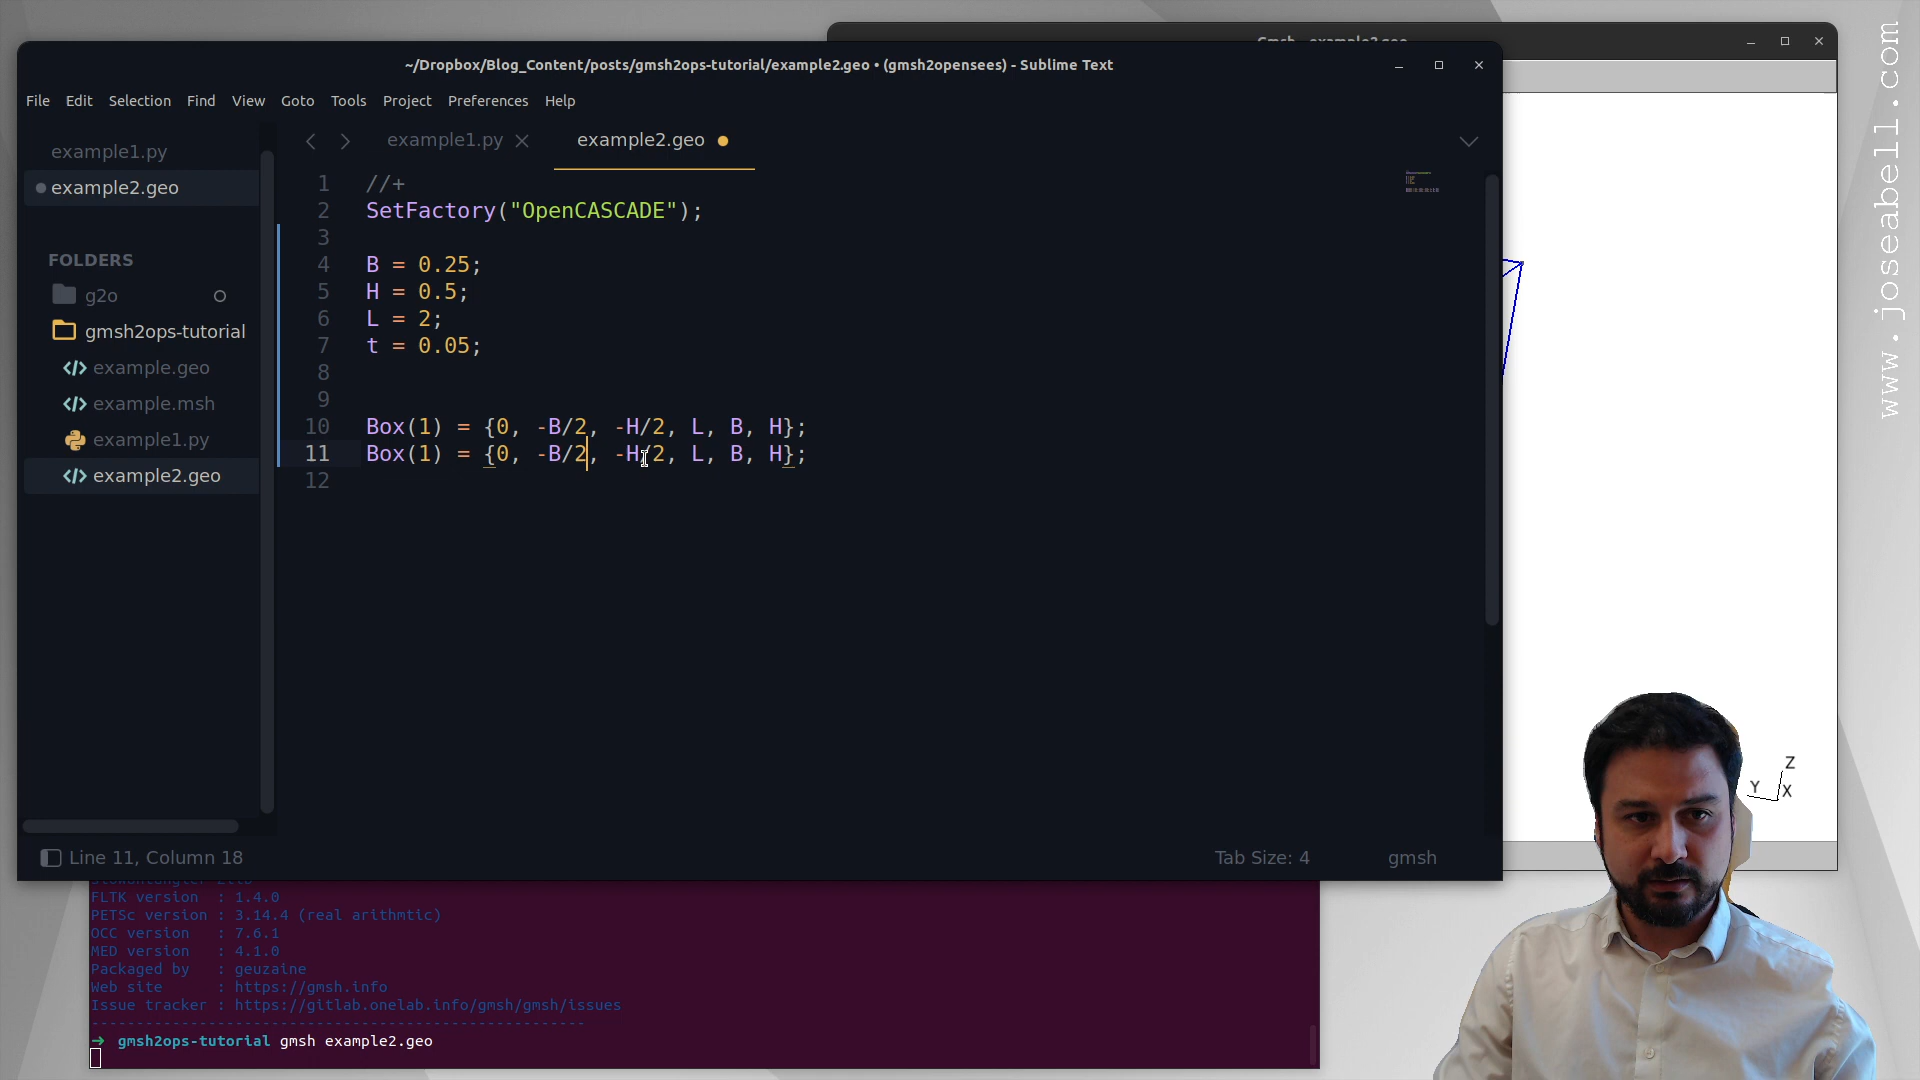 Gmsh - example2.geo
~/Dropbox/Blog_Content/posts/gmsh2ops-tutorial/example2.geo • (gmsh2opensees) - Sublime Text
File Edit Selection Find View Goto Tools Project Preferences Help
example1.py
example2.geo
FOLDERS
g2o
gmsh2ops-tutorial
example.geo
example.msh
example1.py
example2.geo
example1.py example2.geo
1 //+
2 SetFactory("OpenCASCADE");
3
4 B = 0.25;
5 H = 0.5;
6 L = 2;
7 t = 0.05;
8
9
10 Box(1) = {0, -B/2, -H/2, L, B, H};
11 Box(1) = {0, -B/2, -H/2, L, B, H};
12
Line 11, Column 18
Tab Size: 4
gmsh
FLTK version : 1.4.0
PETSc version : 3.14.4 (real arithmtic)
OCC version : 7.6.1
MED version : 4.1.0
Packaged by : geuzaine
Web site : https://gmsh.info
Issue tracker : https://gitlab.onelab.info/gmsh/gmsh/issues
-------------------------------------------------------
→ gmsh2ops-tutorial gmsh example2.geo
Z
Y
X
www.joseabell.com